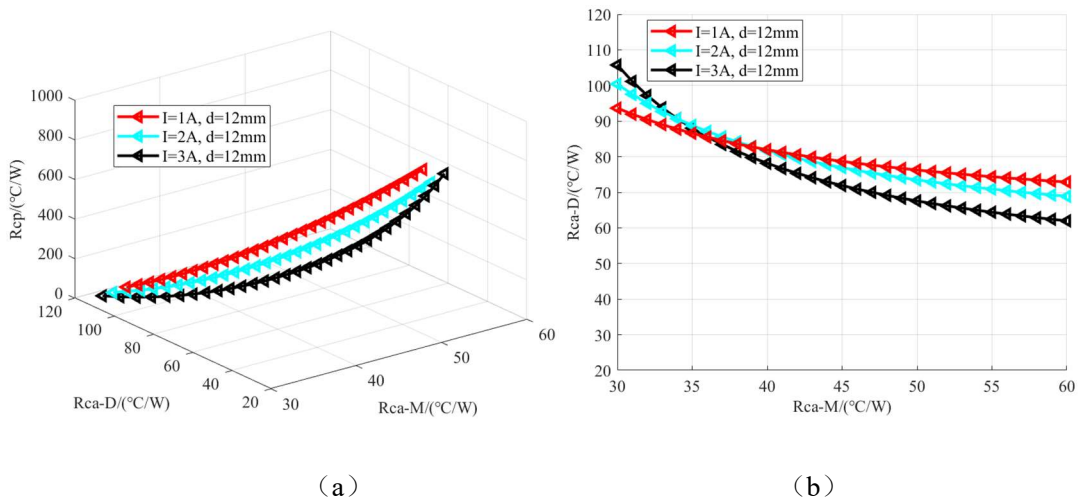 1000
800
600
400
200
0
Rcp/(℃/W)
I=1A, d=12mm
I=2A, d=12mm
I=3A, d=12mm
120
100
80
60
40
20
Rca-D/(℃/W)
30
40
50
60
Rca-M/(℃/W)
(a)
120
110
100
90
80
70
60
50
40
30
20
Rca-D/(℃/W)
I=1A, d=12mm
I=2A, d=12mm
I=3A, d=12mm
30 35 40 45 50 55 60
Rca-M/(℃/W)
(b)